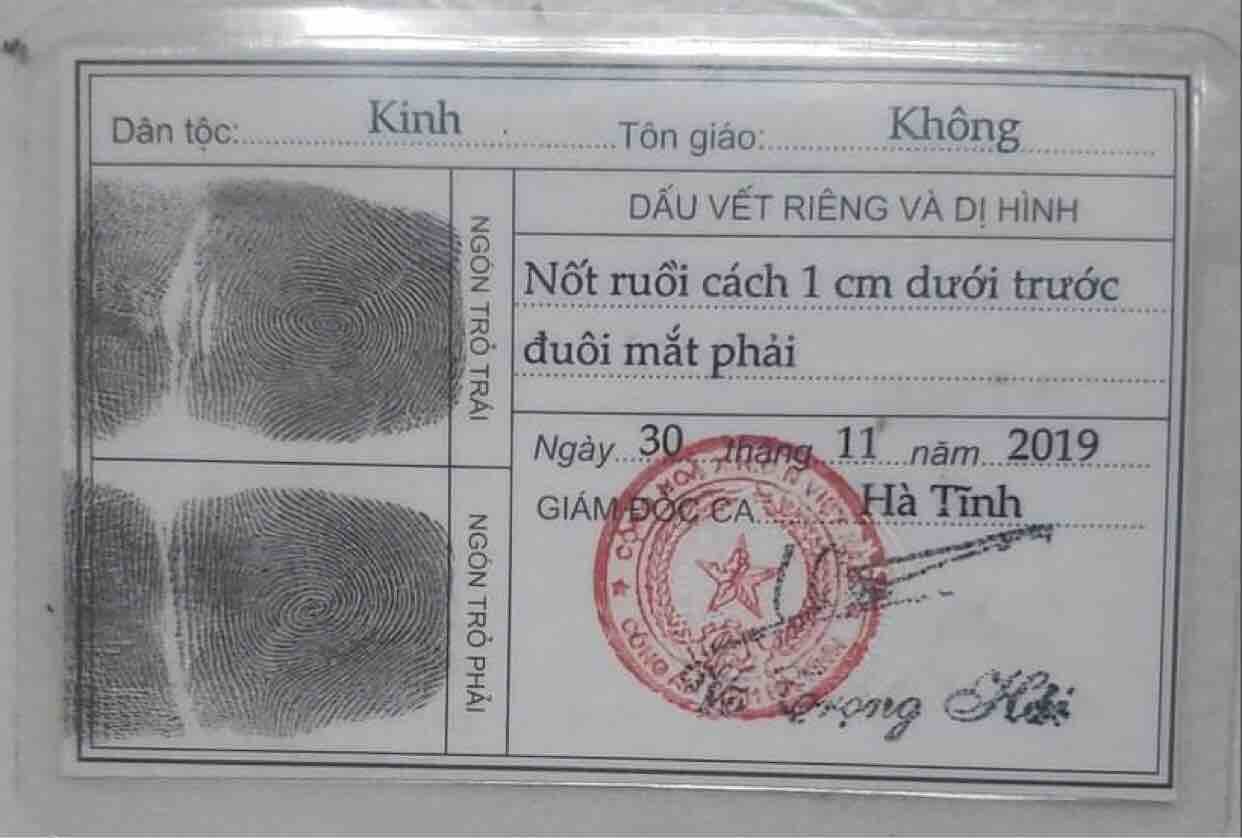 Dân tộc: Kinh Tôn giáo: Không
NGÓN TRỎ TRÁI
DẤU VẾT RIÊNG VÀ DỊ HÌNH
Nốt ruồi cách 1 cm dưới trước
đuôi mắt phải
Ngày 30 tháng 11 năm 2019
GIÁM ĐỐC CA Hà Tĩnh
NGÓN TRỎ PHẢI
Trọng Hải